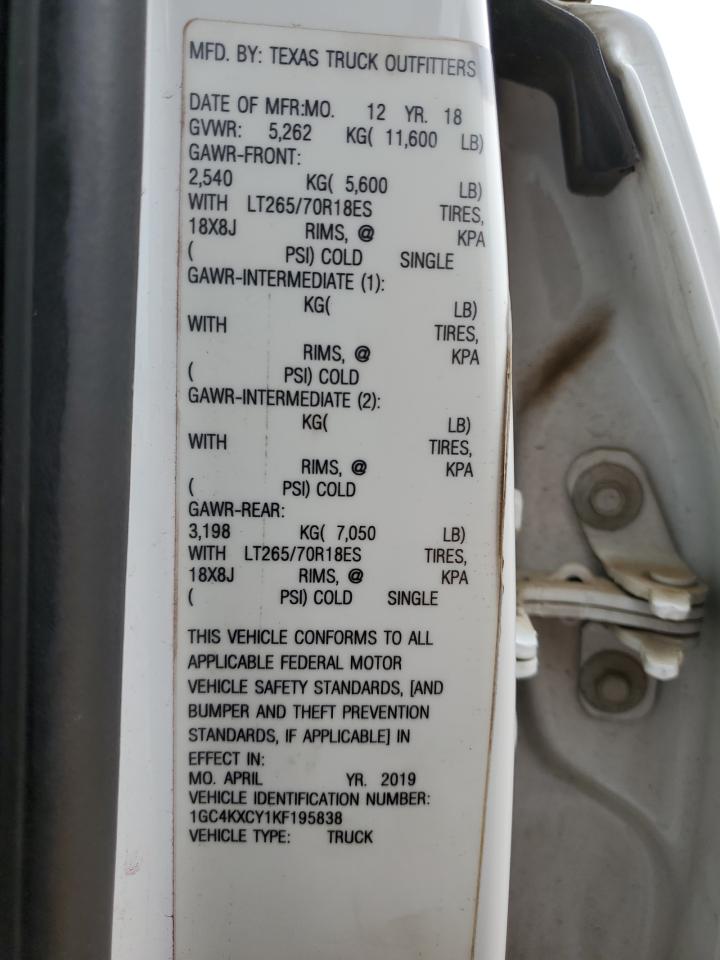 MFD. BY: TEXAS TRUCK OUTFITTERS
DATE OF MFR:MO. 12 YR. 18
GVWR: 5,262 KG( 11,600 LB)
GAWR-FRONT:
2,540 KG( 5,600 LB)
WITH LT265/70R18ES TIRES,
18X8J RIMS, @ KPA
( PSI) COLD SINGLE
GAWR-INTERMEDIATE (1):
KG( LB)
WITH TIRES,
RIMS, @ KPA
( PSI) COLD
GAWR-INTERMEDIATE (2):
KG( LB)
WITH TIRES,
RIMS, @ KPA
( PSI) COLD
GAWR-REAR:
3,198 KG( 7,050 LB)
WITH LT265/70R18ES TIRES,
18X8J RIMS, @ KPA
( PSI) COLD SINGLE
THIS VEHICLE CONFORMS TO ALL
APPLICABLE FEDERAL MOTOR
VEHICLE SAFETY STANDARDS, [AND
BUMPER AND THEFT PREVENTION
STANDARDS, IF APPLICABLE] IN
EFFECT IN:
MO. APRIL YR. 2019
VEHICLE IDENTIFICATION NUMBER:
1GC4KXCY1KF195838
VEHICLE TYPE: TRUCK